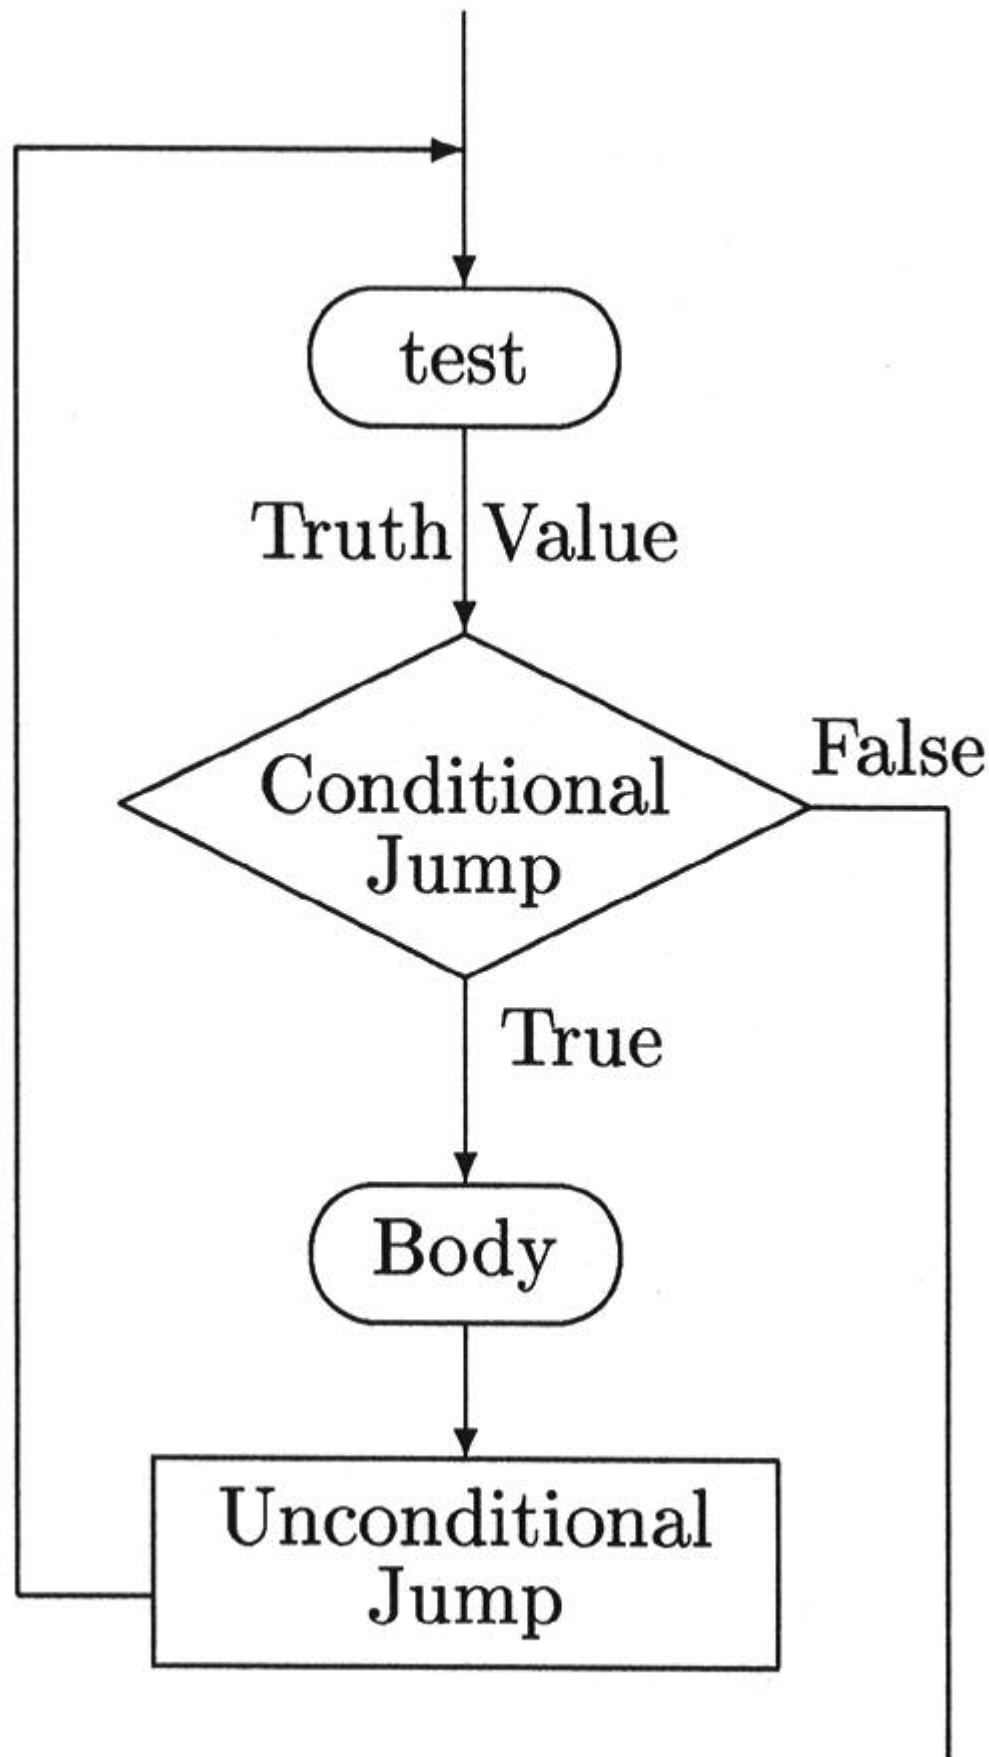 test
Truth Value
Conditional
Jump
False
True
Body
Unconditional
Jump